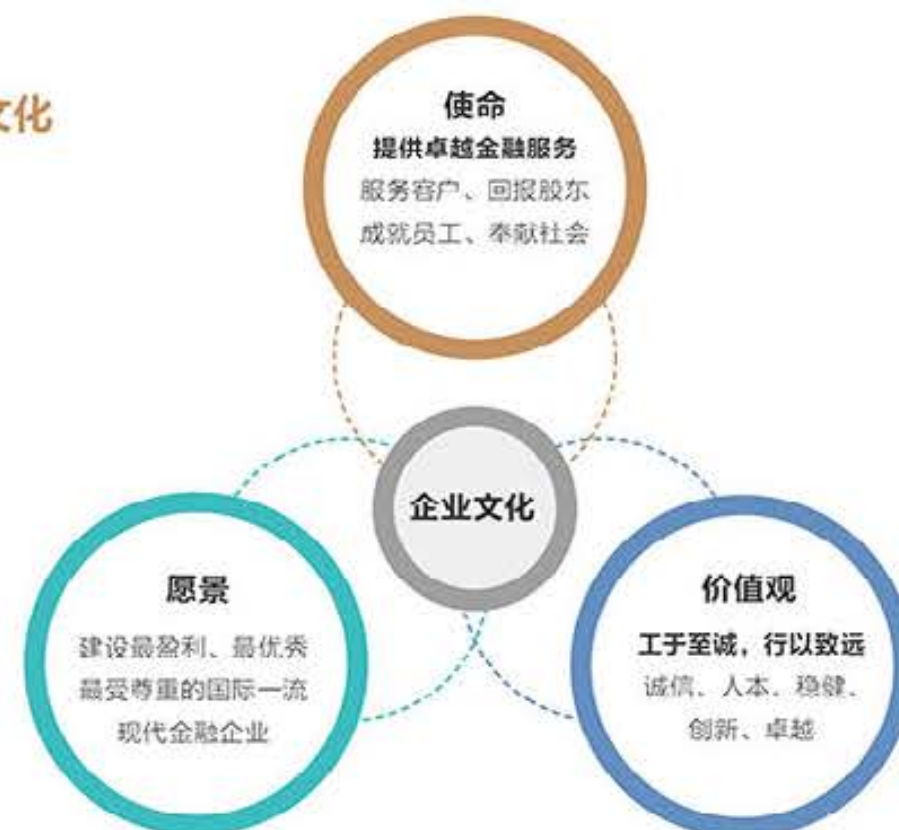 文化
使命
提供卓越金融服务
服务客户、回报股东
成就员工、奉献社会
企业文化
愿景
建设最盈利、最优秀
最受尊重的国际一流
现代金融企业
价值观
工于至诚，行以致远
诚信、人本、稳健、
创新、卓越